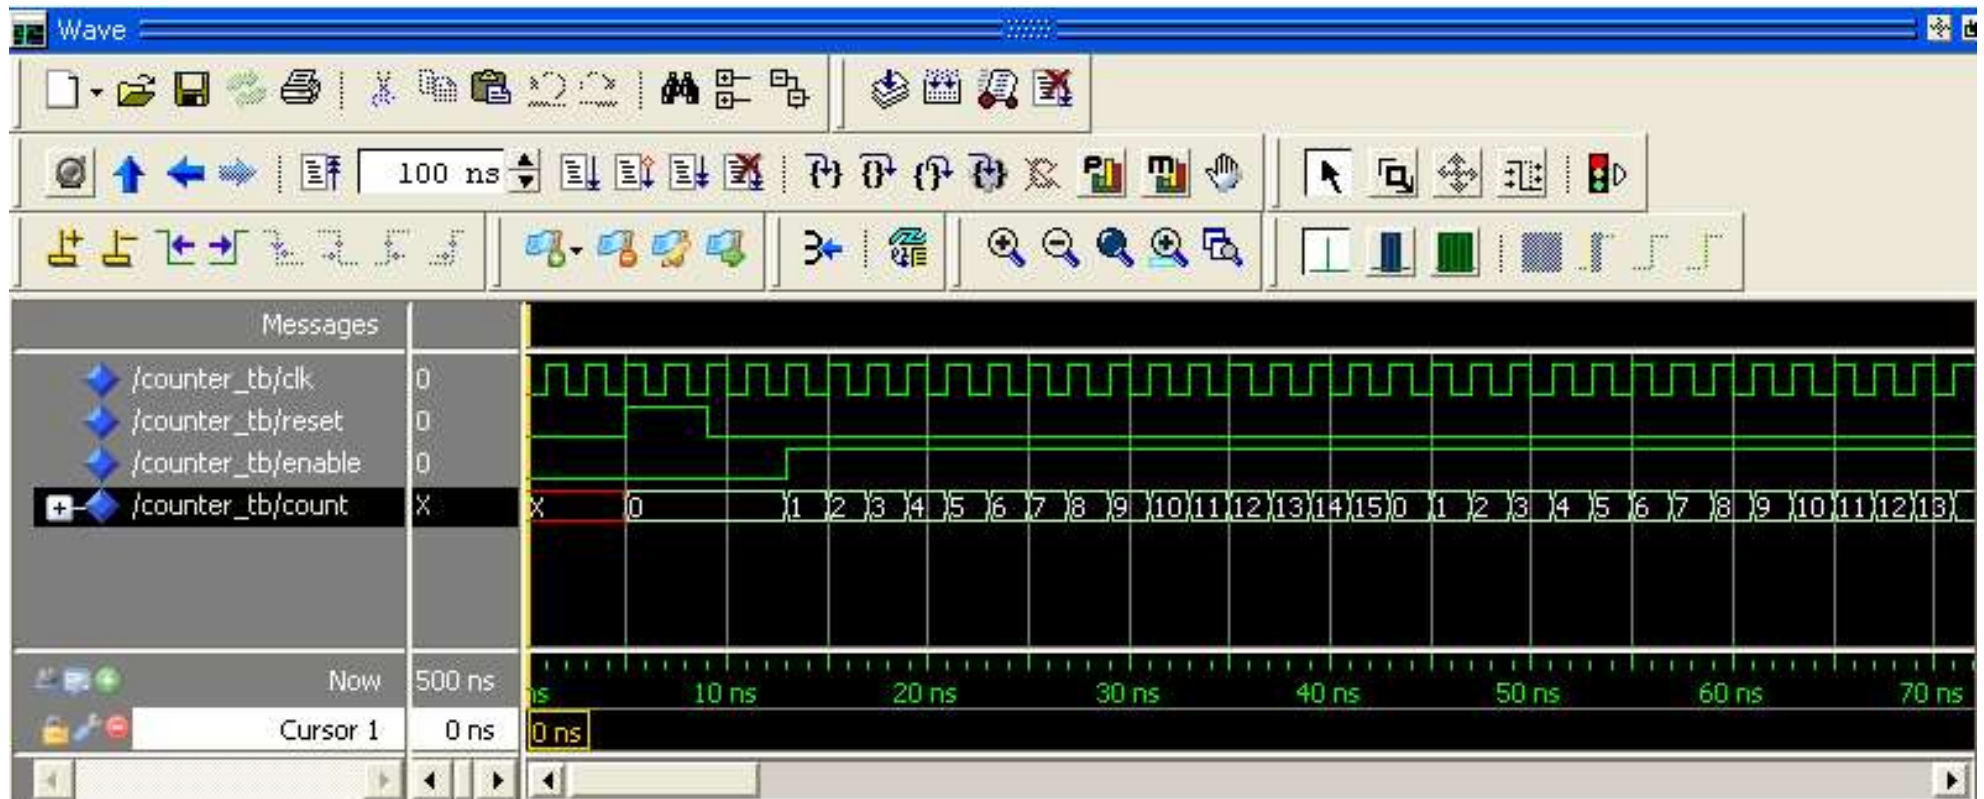 Wave
100 ns
Messages
/counter_tb/clk 0
/counter_tb/reset 0
/counter_tb/enable 0
/counter_tb/count X X 0 1 2 3 4 5 6 7 8 9 10 11 12 13 14 15 0 1 2 3 4 5 6 7 8 9 10 11 12 13
Now 500 ns ns 10 ns 20 ns 30 ns 40 ns 50 ns 60 ns 70 ns
Cursor 1 0 ns 0 ns